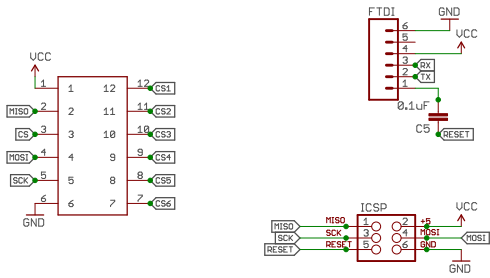 FTDI
GND
6
5
VCC
4
3 RX
2 TX
1
0.1uF
C5
RESET
VCC
1 1 12 12 CS1
MISO 2 2 11 11 CS2
CS 3 3 10 10 CS3
MOSI 4 4 9 9 CS4
SCK 5 5 8 8 CS5
6 6 7 7 CS6
GND
ICSP
VCC
MISO MISO 1 2 +5
SCK SCK 3 4 MOSI MOSI
RESET RESET 5 6 GND
GND